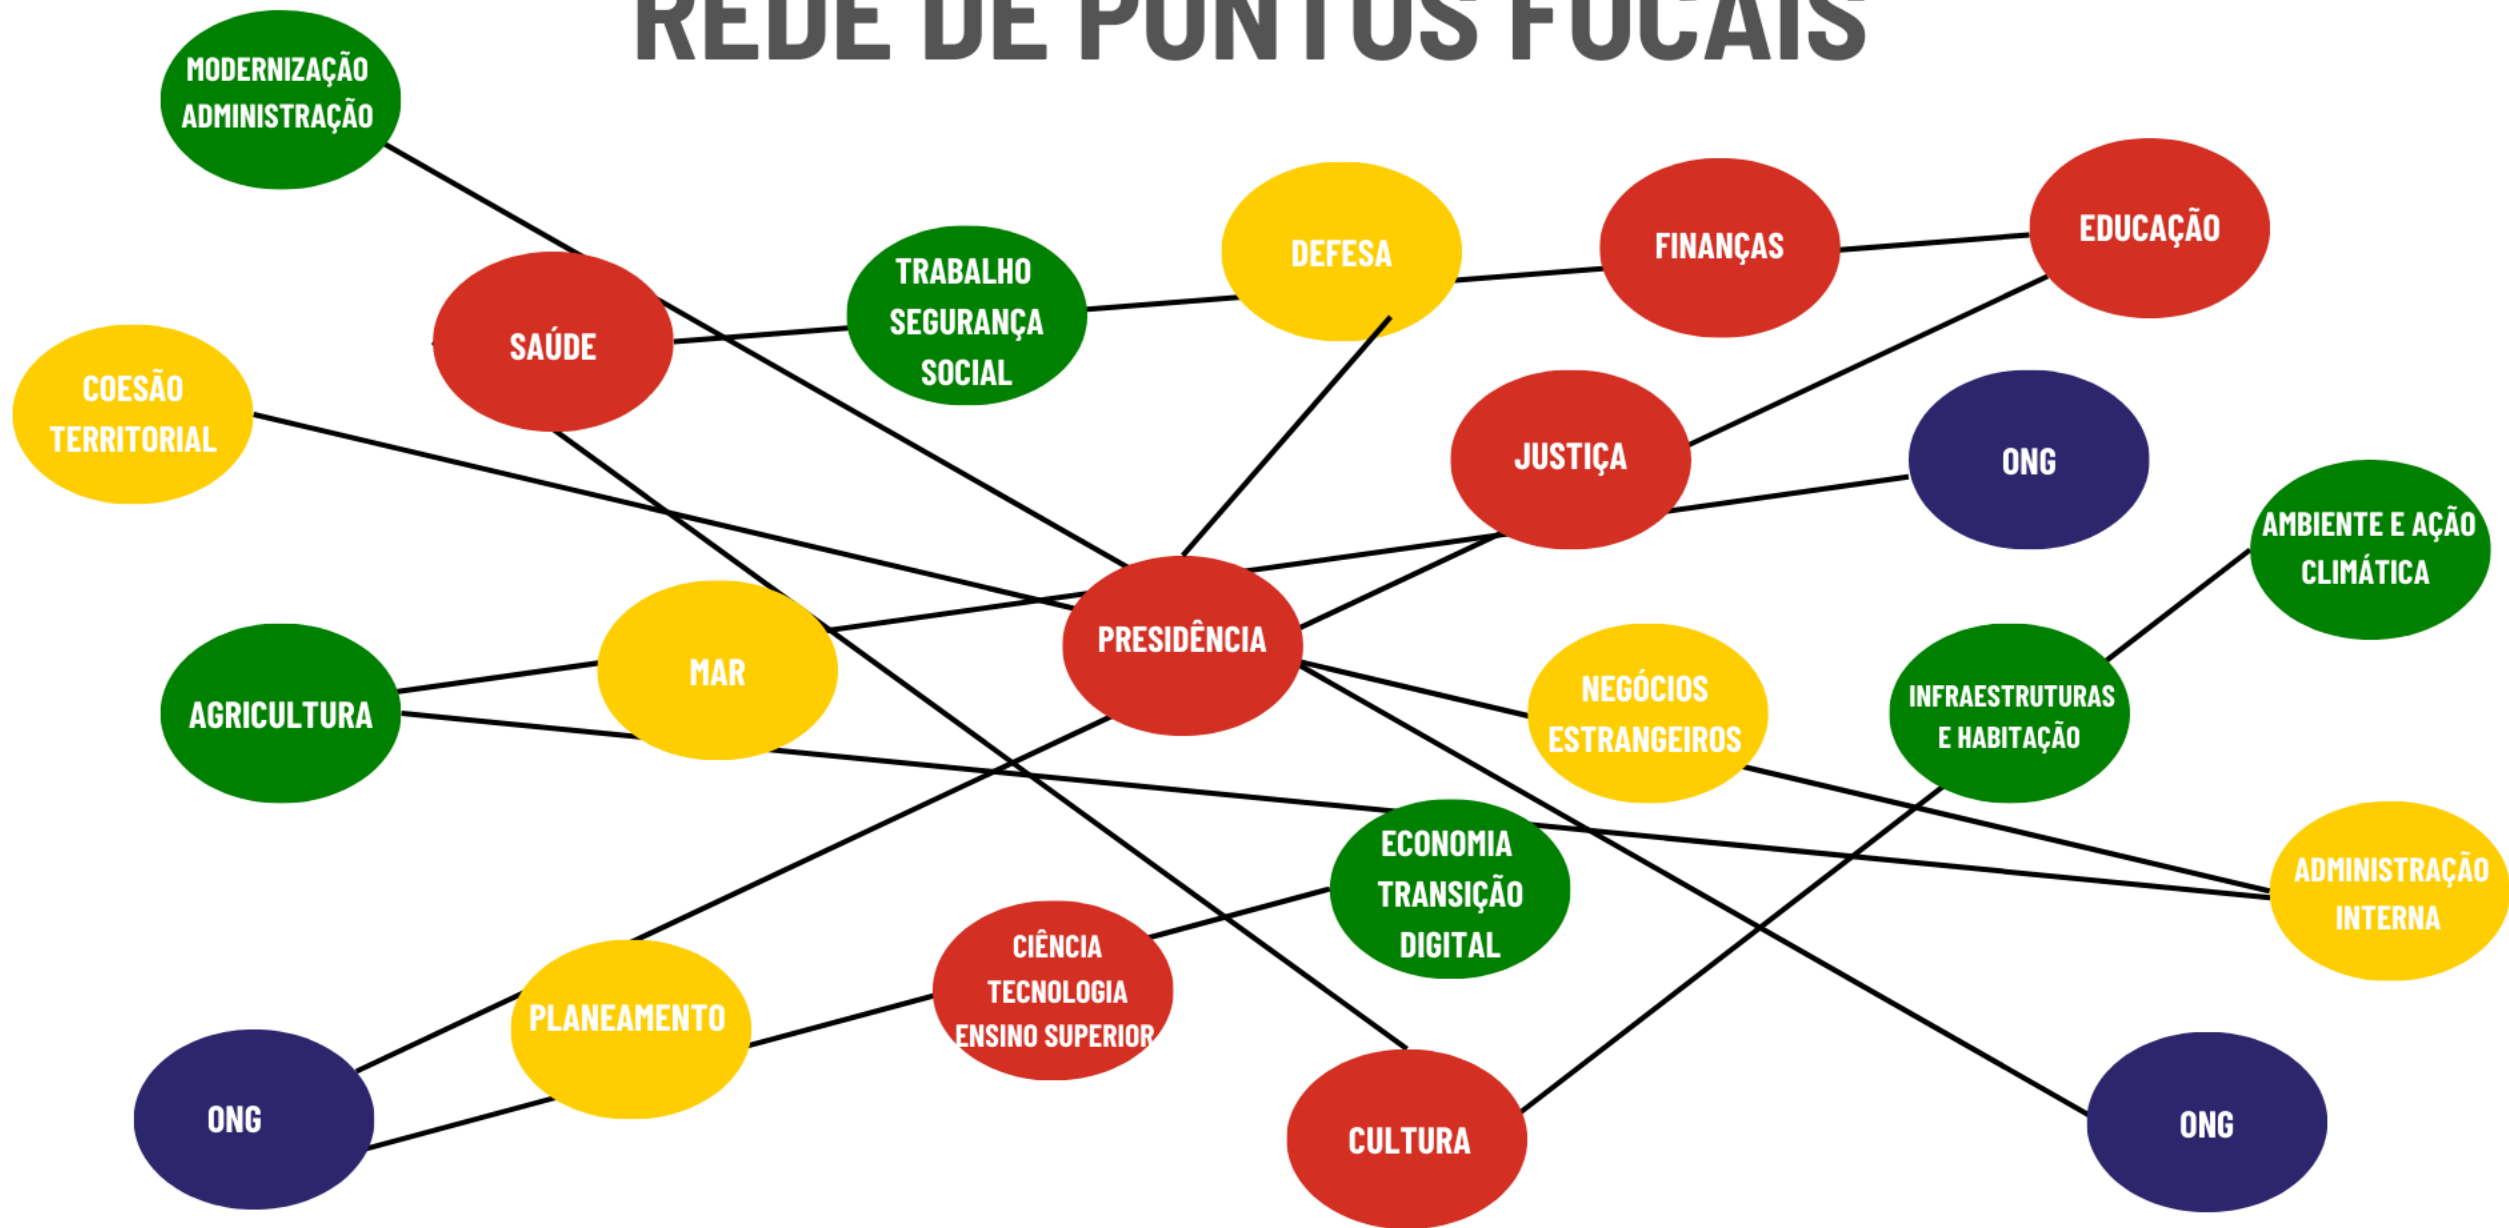 REDE DE PONTOS FOCAIS
MODERNIZAÇÃO
ADMINISTRAÇÃO
DEFESA
FINANÇAS
EDUCAÇÃO
TRABALHO
SEGURANÇA
SOCIAL
SAÚDE
COESÃO
TERRITORIAL
JUSTIÇA
ONG
AMBIENTE E AÇÃO
CLIMÁTICA
PRESIDÊNCIA
MAR
AGRICULTURA
NEGÓCIOS
ESTRANGEIROS
INFRAESTRUTURAS
E HABITAÇÃO
ECONOMIA
TRANSIÇÃO
DIGITAL
ADMINISTRAÇÃO
INTERNA
CIÊNCIA
TECNOLOGIA
ENSINO SUPERIOR
PLANEAMENTO
ONG
CULTURA
ONG